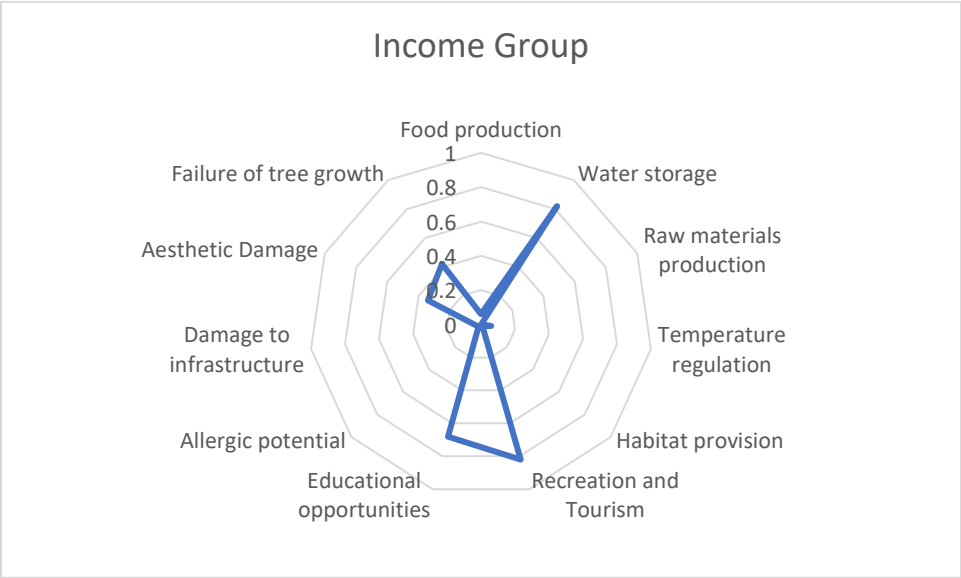 Income Group
Food production
1
0.8
0.6
0.4
0.2
0
Water storage
Raw materials
production
Temperature
regulation
Habitat provision
Recreation and
Tourism
Educational
opportunities
Allergic potential
Damage to
infrastructure
Aesthetic Damage
Failure of tree growth